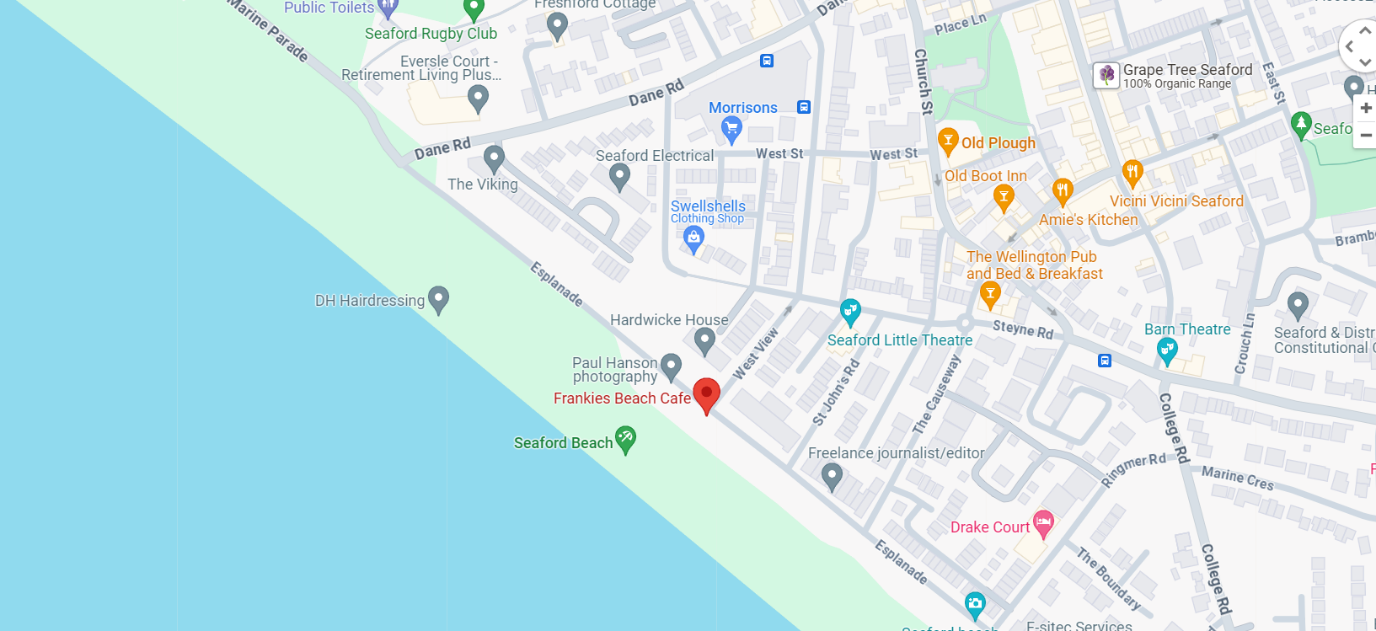 Freshford Cottage
Public Toilets
Marine Parade
Seaford Rugby Club
Eversle Court -
Retirement Living Plus...
Dane Rd
Dane Rd
Place Ln
Church St
Grape Tree Seaford
100% Organic Range
East St
Morrisons
Seaford Electrical
West St
West St
Old Plough
Old Boot Inn
The Viking
Swellshells
Clothing Shop
Amie's Kitchen
Vicini Vicini Seaford
The Wellington Pub
and Bed & Breakfast
Esplanade
DH Hairdressing
Hardwicke House
West View
Seaford Little Theatre
Steyne Rd
Barn Theatre
Crouch Ln
Seaford & Distr
Constitutional C
Paul Hanson
photography
Frankies Beach Cafe
St John's Rd
The Causeway
Seaford Beach
College Rd
Freelance journalist/editor
Ringmer Rd
Marine Cres
Drake Court
Esplanade
The Boundary
College Rd
E-sitec Services